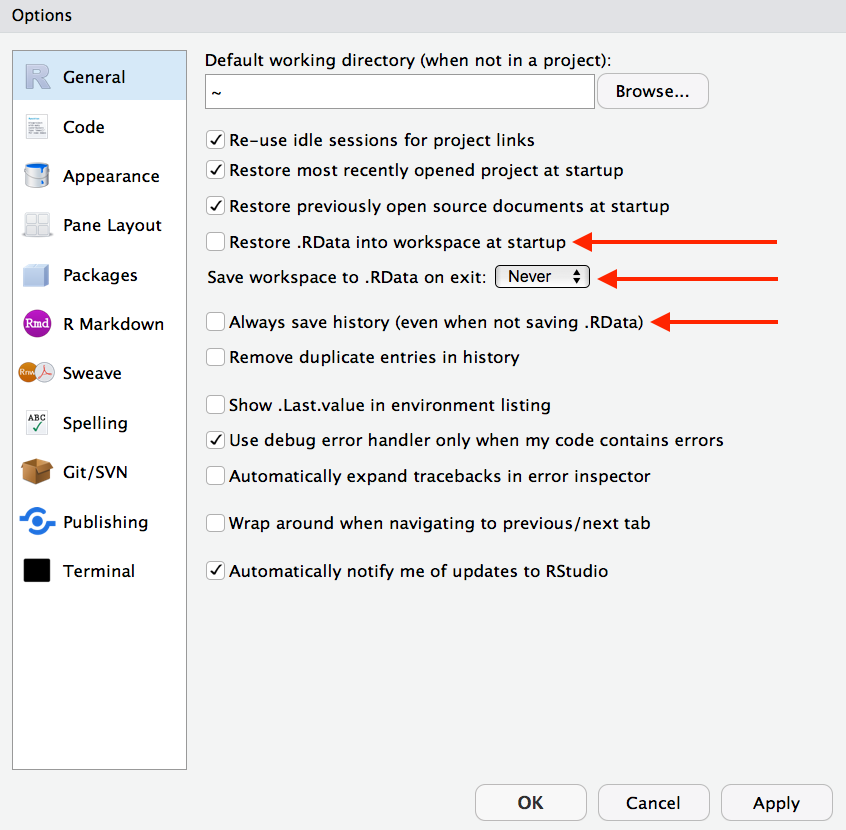 Options
General
Code
Appearance
Pane Layout
Packages
Rmd
R Markdown
Rnw
Sweave
ABC
Spelling
Git/SVN
Publishing
Terminal
Default working directory (when not in a project):
~
Browse...
Re-use idle sessions for project links
Restore most recently opened project at startup
Restore previously open source documents at startup
Restore .RData into workspace at startup
Save workspace to .RData on exit: Never
Always save history (even when not saving .RData)
Remove duplicate entries in history
Show .Last.value in environment listing
Use debug error handler only when my code contains errors
Automatically expand tracebacks in error inspector
Wrap around when navigating to previous/next tab
Automatically notify me of updates to RStudio
OK Cancel Apply